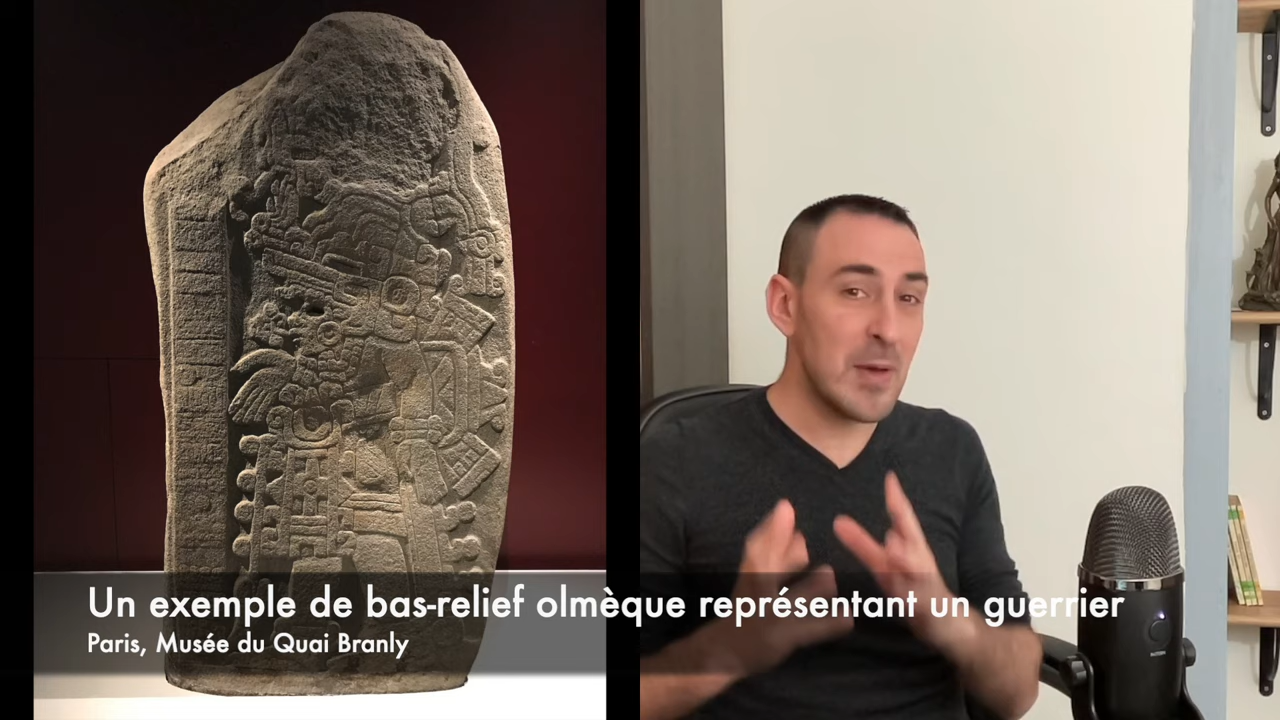 Un exemple de bas-relief olmèque représentant un guerrier
Paris, Musée du Quai Branly